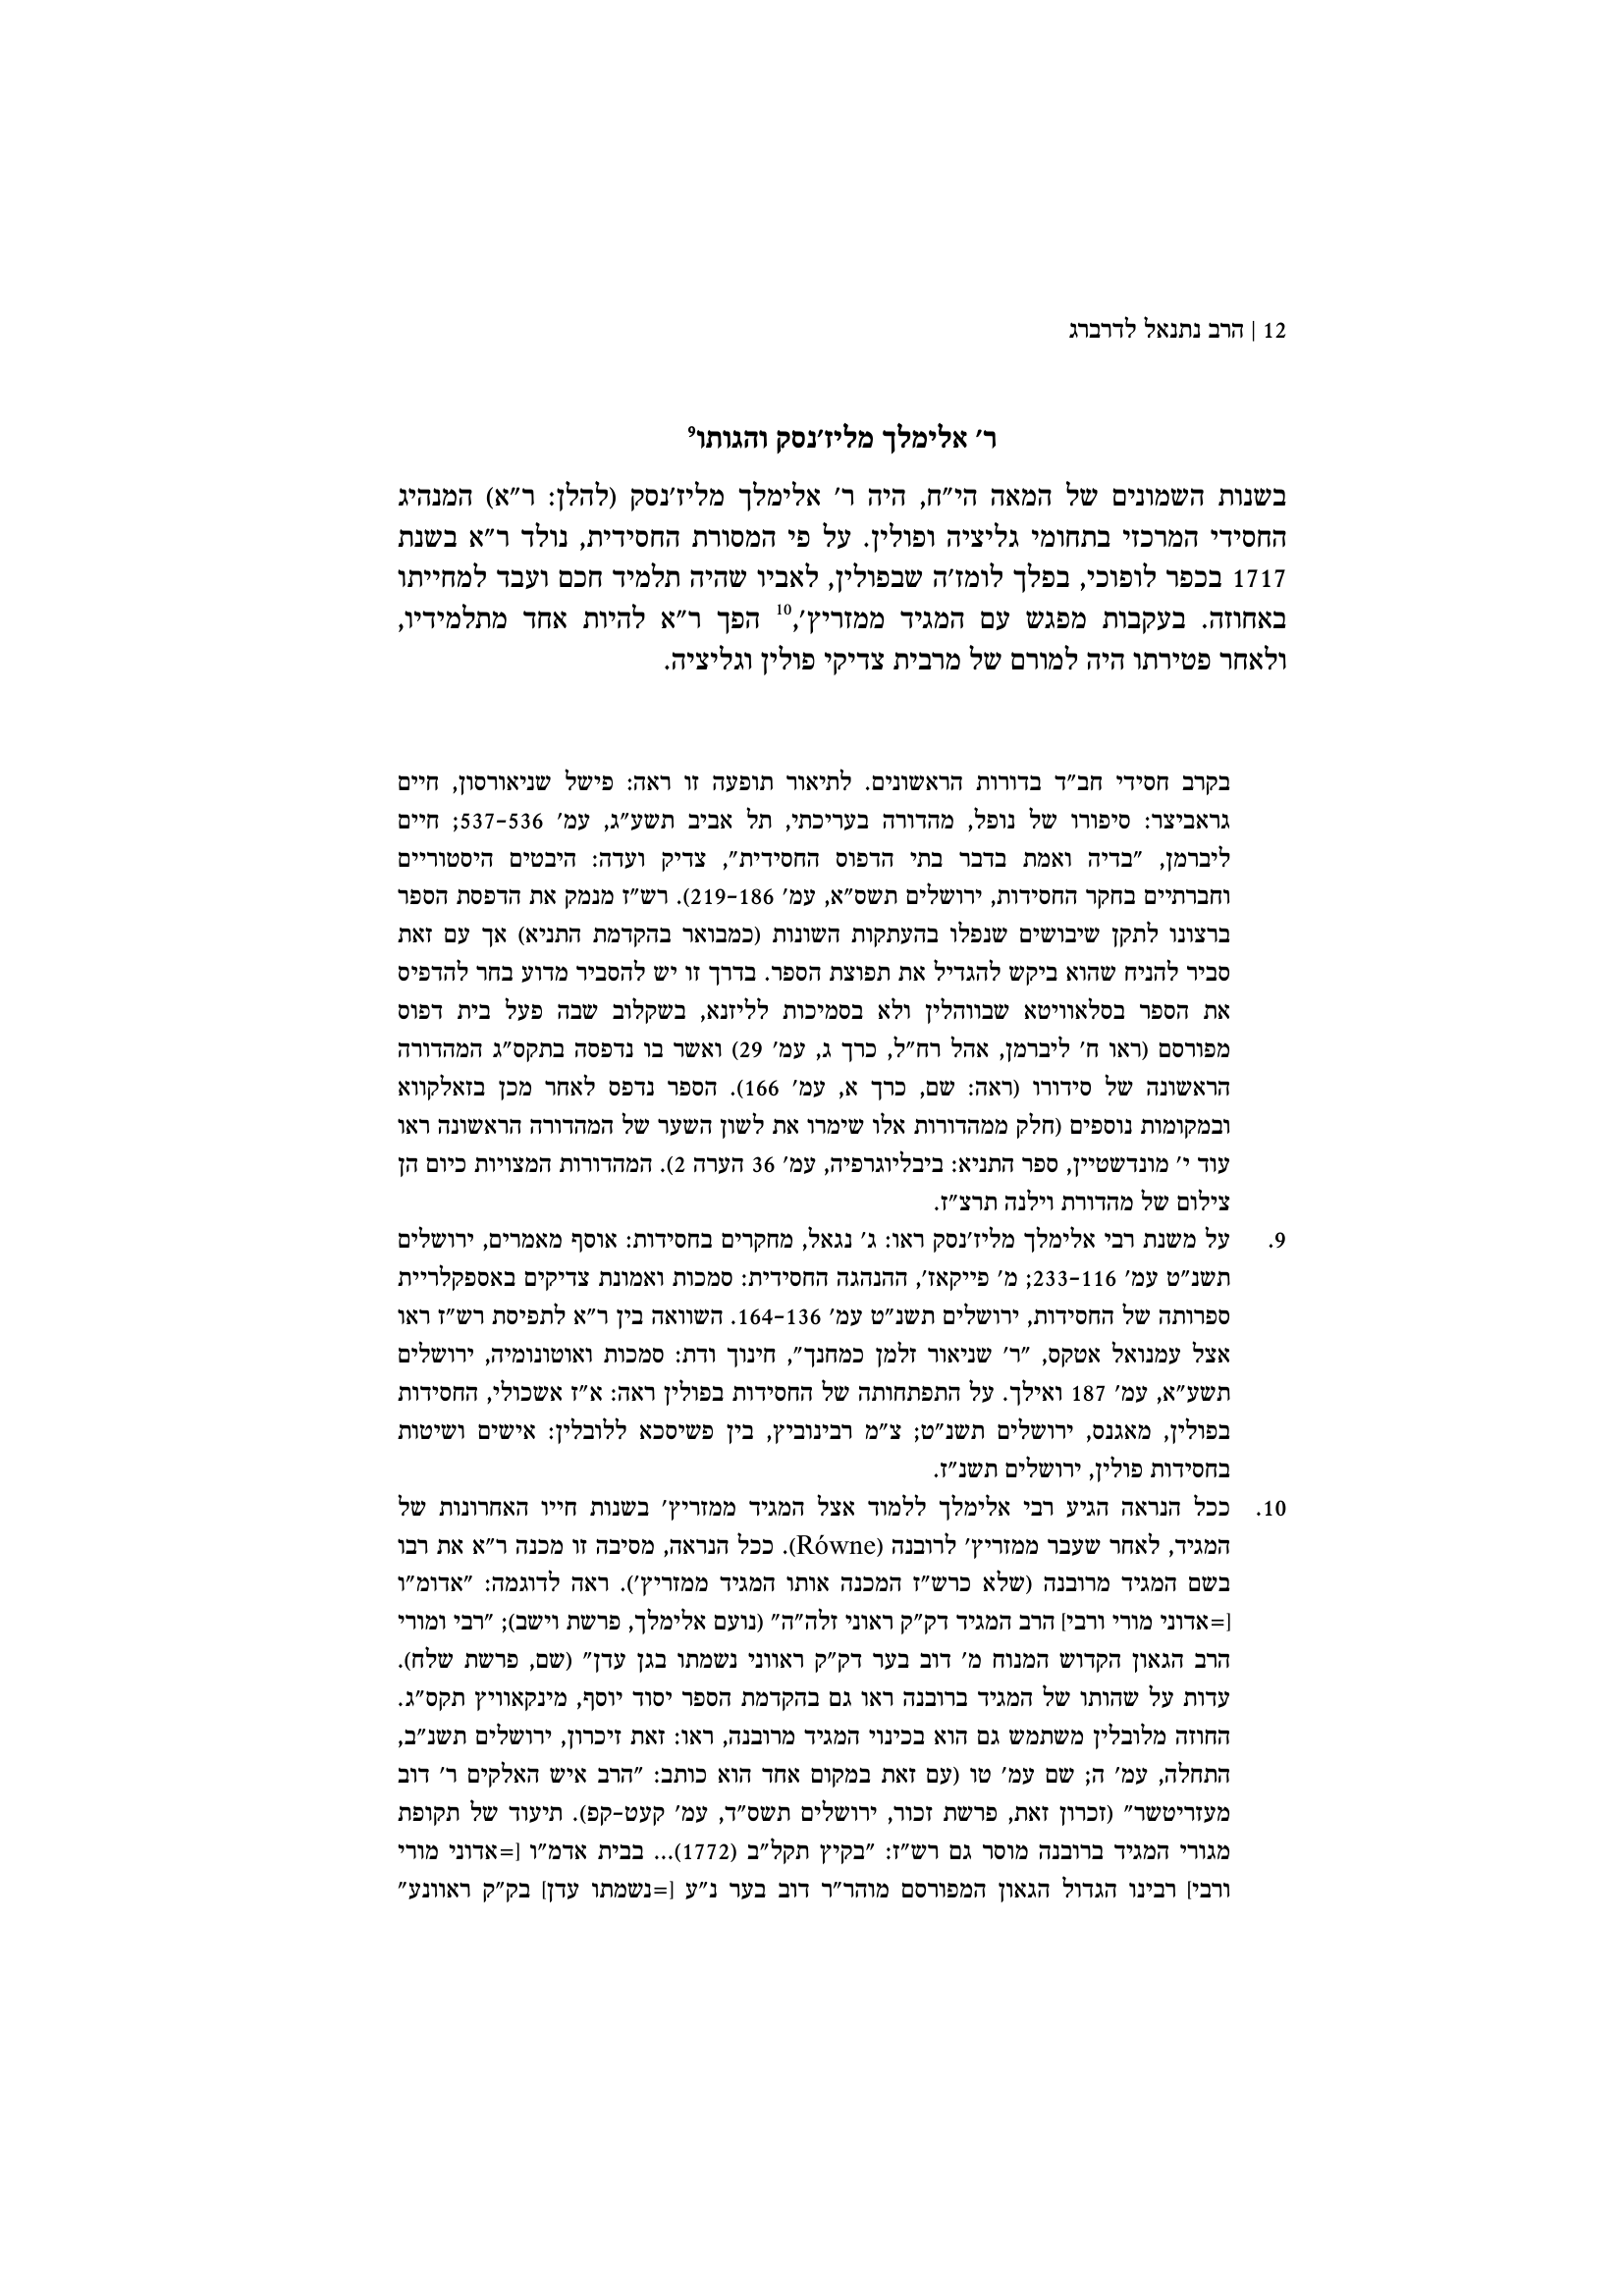 12 | הרב נתנאל לדרברג
ר׳ אלימלך מליז׳נסק והגותו9
בשנות השמונים של המאה הי״ח, היה ר׳ אלימלך מליז׳נסק (להלן: ר״א) המנהיג
החסידי המרכזי בתחומי גליציה ופולין. על פי המסורת החסידית, נולד ר״א בשנת
1717 בכפר לופוכי, בפלך לומז׳ה שבפולין, לאביו שהיה תלמיד חכם ועבד למחייתו
באחוזה. בעקבות מפגש עם המגיד ממזריץ׳,10 הפך ר״א להיות אחד מתלמידיו,
ולאחר פטירתו היה למורם של מרבית צדיקי פולין וגליציה.
בקרב חסידי חב״ד בדורות הראשונים. לתיאור תופעה זו ראה: פישל שניאורסון, חיים
גראביצר: סיפורו של נופל, מהדורה בעריכתי, תל אביב תשע״ג, עמ׳ 536–537; חיים
ליברמן, ״בדיה ואמת בדבר בתי הדפוס החסידית״, צדיק ועדה: היבטים היסטוריים
וחברתיים בחקר החסידות, ירושלים תשס״א, עמ׳ 186–219). רש״ז מנמק את הדפסת הספר
ברצונו לתקן שיבושים שנפלו בהעתקות השונות (כמבואר בהקדמת התניא) אך עם זאת
סביר להניח שהוא ביקש להגדיל את תפוצת הספר. בדרך זו יש להסביר מדוע בחר להדפיס
את הספר בסלאוויטא שבווהלין ולא בסמיכות לליזנא, בשקלוב שבה פעל בית דפוס
מפורסם (ראו ח׳ ליברמן, אהל רח״ל, כרך ג, עמ׳ 29) ואשר בו נדפסה בתקס״ג המהדורה
הראשונה של סידורו (ראה: שם, כרך א, עמ׳ 166). הספר נדפס לאחר מכן בזאלקווא
ובמקומות נוספים (חלק ממהדורות אלו שימרו את לשון השער של המהדורה הראשונה ראו
עוד י׳ מונדשטיין, ספר התניא: ביבליוגרפיה, עמ׳ 36 הערה 2). המהדורות המצויות כיום הן
צילום של מהדורת וילנה תרצ״ז.
9. על משנת רבי אלימלך מליז׳נסק ראו: ג׳ נגאל, מחקרים בחסידות: אוסף מאמרים, ירושלים
תשנ״ט עמ׳ 116–233; מ׳ פייקאז׳, ההנהגה החסידית: סמכות ואמונת צדיקים באספקלריית
ספרותה של החסידות, ירושלים תשנ״ט עמ׳ 136–164. השוואה בין ר״א לתפיסת רש״ז ראו
אצל עמנואל אטקס, ״ר׳ שניאור זלמן כמחנך״, חינוך ודת: סמכות ואוטונומיה, ירושלים
תשע״א, עמ׳ 187 ואילך. על התפתחותה של החסידות בפולין ראה: א״ז אשכולי, החסידות
בפולין, מאגנס, ירושלים תשנ״ט; צ״מ רבינוביץ, בין פשיסכא ללובלין: אישים ושיטות
בחסידות פולין, ירושלים תשנ״ז.
10. ככל הנראה הגיע רבי אלימלך ללמוד אצל המגיד ממזריץ׳ בשנות חייו האחרונות של
המגיד, לאחר שעבר ממזריץ׳ לרובנה (Równe). ככל הנראה, מסיבה זו מכנה ר״א את רבו
בשם המגיד מרובנה (שלא כרש״ז המכנה אותו המגיד ממזריץ׳). ראה לדוגמה: ״אדומ״ו
[=אדוני מורי ורבי] הרב המגיד דק״ק ראוני זלה״ה״ (נועם אלימלך, פרשת וישב); ״רבי ומורי
הרב הגאון הקדוש המנוח מ׳ דוב בער דק״ק ראווני נשמתו בגן עדן״ (שם, פרשת שלח).
עדות על שהותו של המגיד ברובנה ראו גם בהקדמת הספר יסוד יוסף, מינקאוויץ תקס״ג.
החוזה מלובלין משתמש גם הוא בכינוי המגיד מרובנה, ראו: זאת זיכרון, ירושלים תשנ״ב,
התחלה, עמ׳ ה; שם עמ׳ טו (עם זאת במקום אחד הוא כותב: ״הרב איש האלקים ר׳ דוב
מעזריטשר״ (זכרון זאת, פרשת זכור, ירושלים תשס״ד, עמ׳ קעט–קפ). תיעוד של תקופת
מגורי המגיד ברובנה מוסר גם רש״ז: ״בקיץ תקל״ב (1772)... בבית אדמ״ו [=אדוני מורי
ורבי] רבינו הגדול הגאון המפורסם מוהר״ר דוב בער נ״ע [=נשמתו עדן] בק״ק ראוונע״